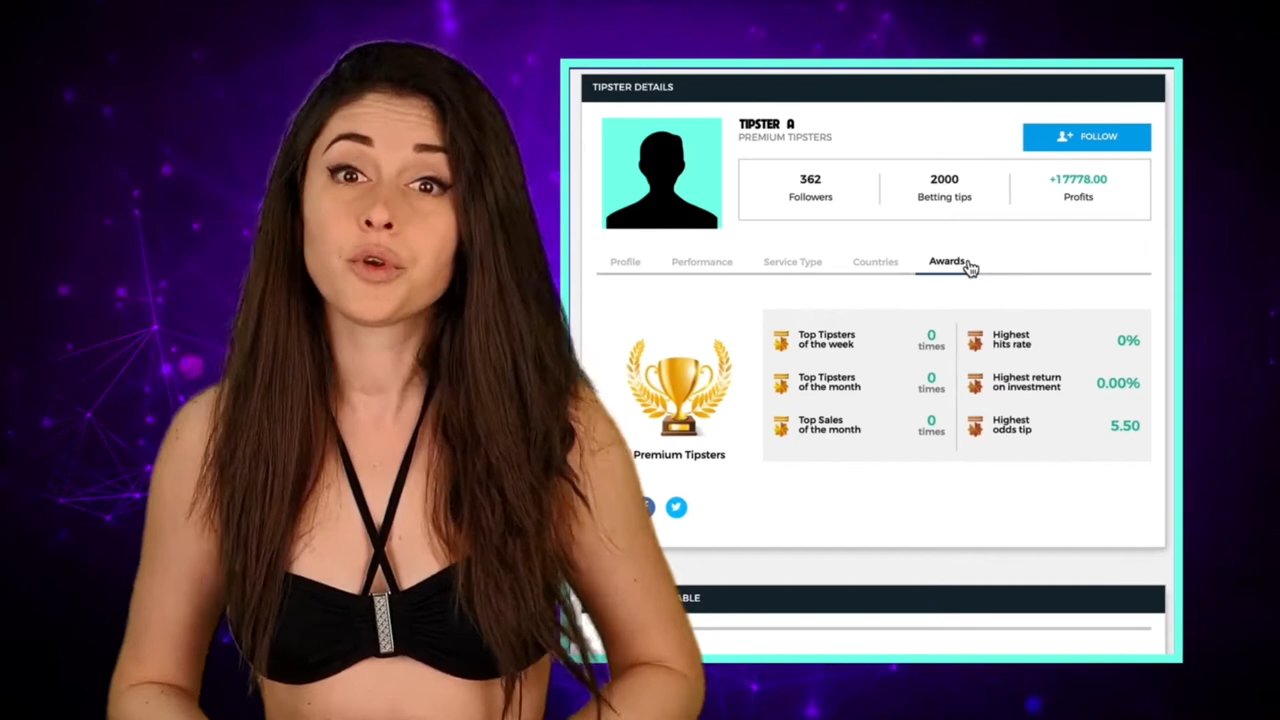 TIPSTER DETAILS
TIPSTER A
PREMIUM TIPSTERS
FOLLOW
362
Followers
2000
Betting tips
+17778.00
Profits
Profile
Performance
Service Type
Countries
Awards
Top Tipsters
of the week
0
times
Highest
hits rate
0%
Top Tipsters
of the month
0
times
Highest return
on investment
0.00%
Top Sales
of the month
0
times
Highest
odds tip
5.50
Premium Tipsters
ABLE